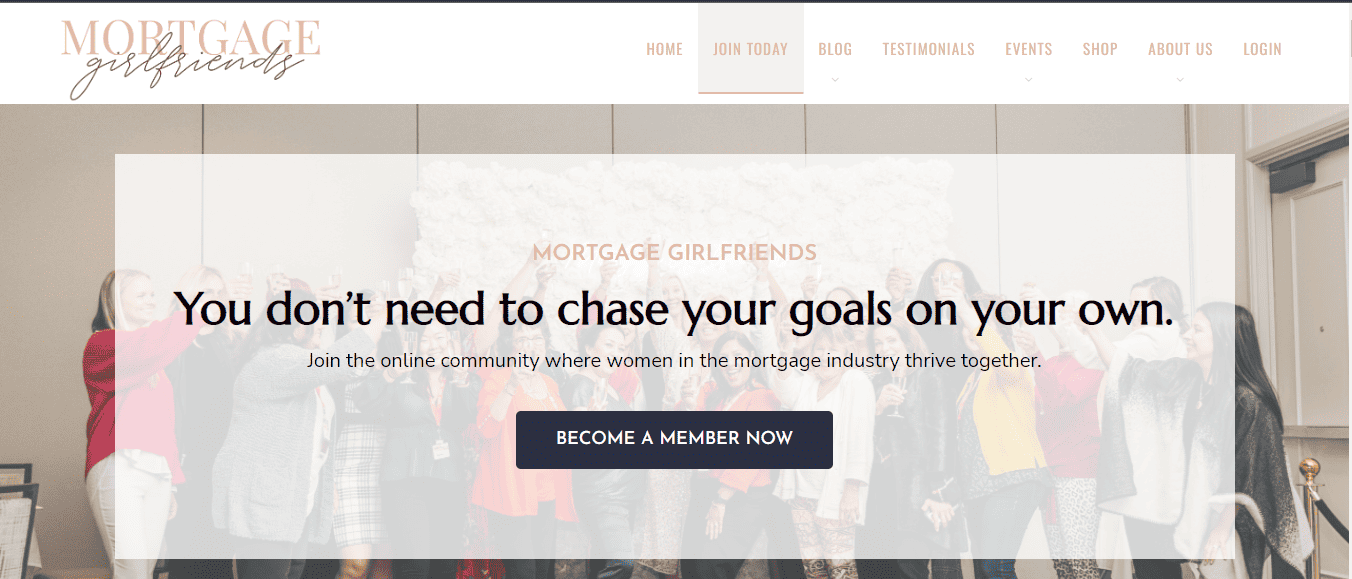 MORTGAGE
girlfriends
HOME
JOIN TODAY
BLOG
TESTIMONIALS
EVENTS
SHOP
ABOUT US
LOGIN
MORTGAGE GIRLFRIENDS
You don't need to chase your goals on your own.
Join the online community where women in the mortgage industry thrive together.
BECOME A MEMBER NOW